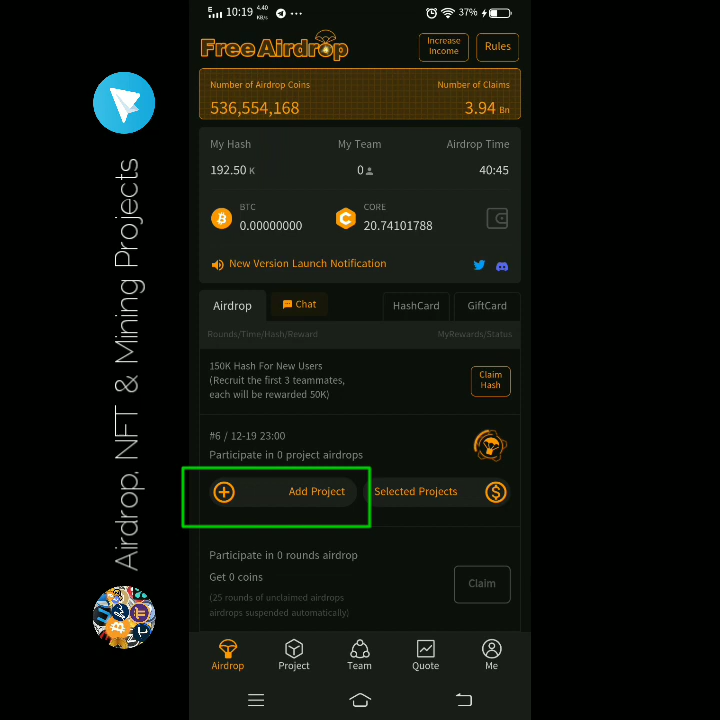 10:19 4.40 KB/s ... 37%
Free Airdrop
Increase Income
Rules
Number of Airdrop Coins Number of Claims
536,554,168 3.94 Bn
My Hash My Team Airdrop Time
192.50 K 0 40:45
BTC CORE
0.00000000 20.74101788
New Version Launch Notification
Airdrop Chat HashCard GiftCard
Rounds/Time/Hash/Reward MyRewards/Status
150K Hash For New Users
(Recruit the first 3 teammates,
each will be rewarded 50K)
Claim
Hash
#6 / 12-19 23:00
Participate in 0 project airdrops
Add Project Selected Projects
Participate in 0 rounds airdrop
Get 0 coins
(25 rounds of unclaimed airdrops
airdrops suspended automatically)
Claim
Airdrop Project Team Quote Me
Airdrop, NFT & Mining Projects